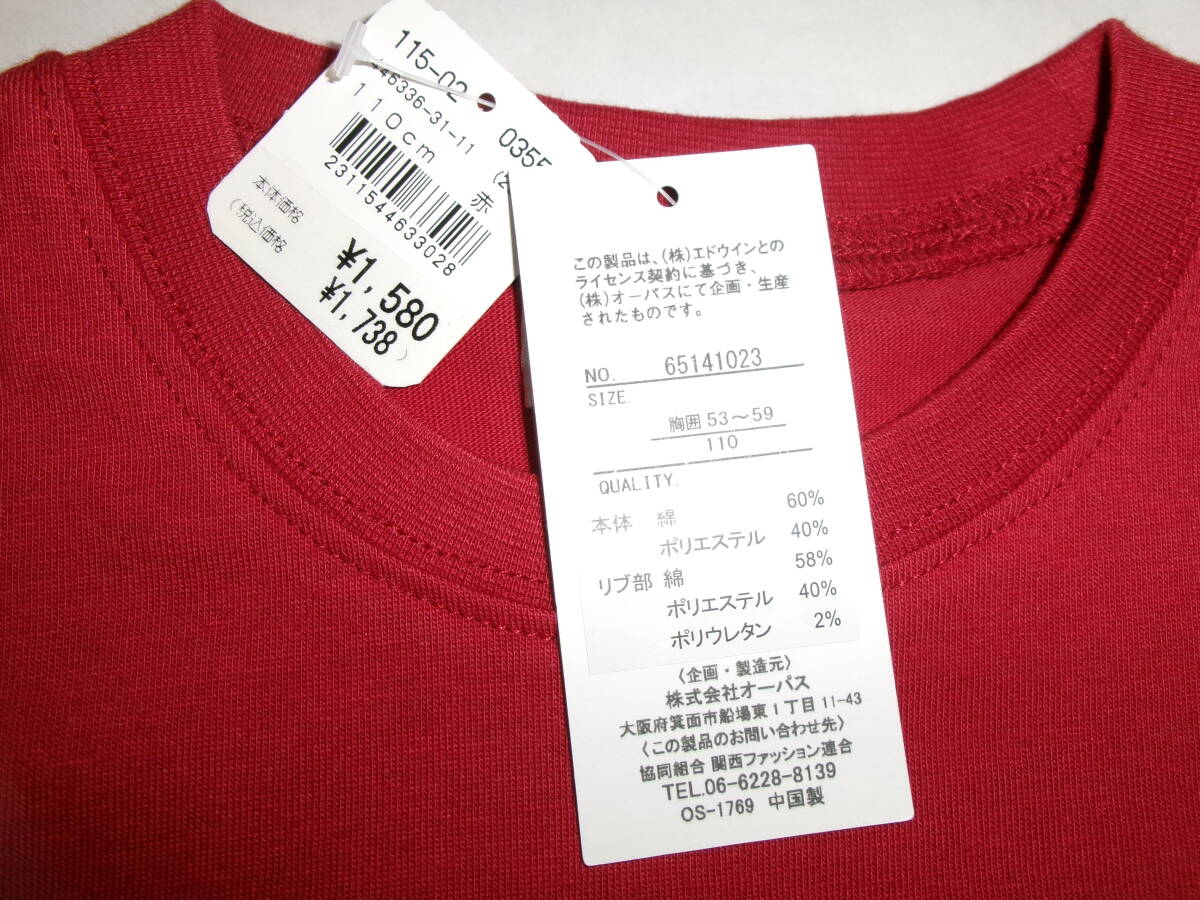 115-02 0355
446336-31-11
110cm 赤
2311544633028
本体価格 ¥1,580
(税込価格 ¥1,738)
この製品は、(株)エドウインとの
ライセンス契約に基づき、
(株)オーパスにて企画・生産
されたものです。
NO. 65141023
SIZE.
胸囲53〜59
110
QUALITY.
本体 綿 60%
ポリエステル 40%
リブ部 綿 58%
ポリエステル 40%
ポリウレタン 2%
〈企画・製造元〉
株式会社オーパス
大阪府箕面市船場東1丁目11-43
〈この製品のお問い合わせ先〉
協同組合 関西ファッション連合
TEL.06-6228-8139
OS-1769 中国製